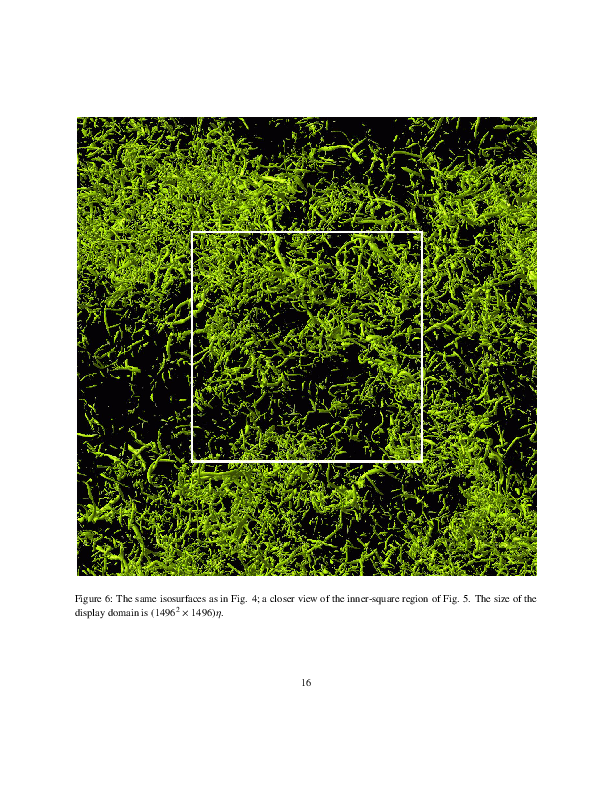 Figure 6: The same isosurfaces as in Fig. 4; a closer view of the inner-square region of Fig. 5. The size of the
display domain is (1496² × 1496)η.
16